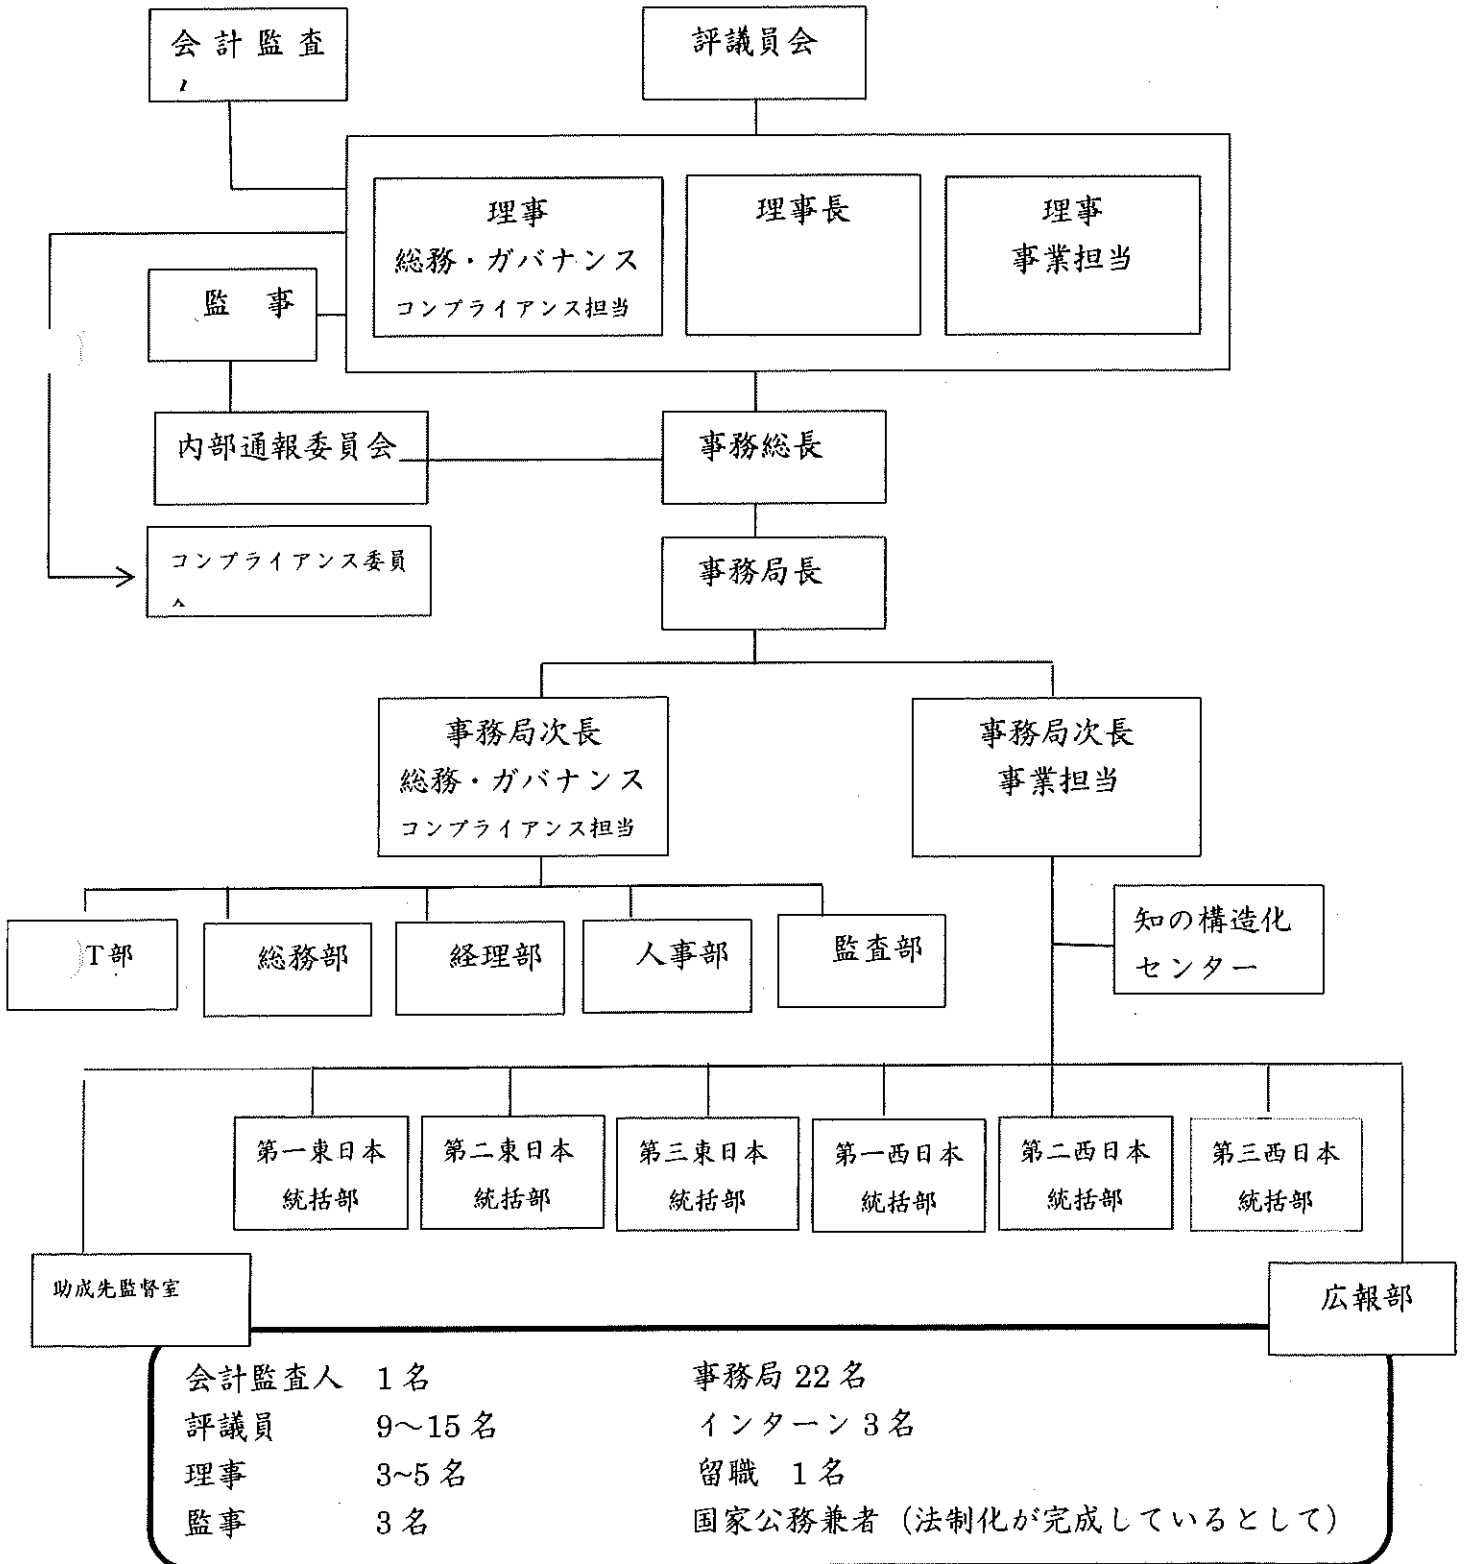 会計監査
評議員会
理事
総務・ガバナンス
コンプライアンス担当
理事長
理事
事業担当
監　事
内部通報委員会
事務総長
コンプライアンス委員
事務局長
事務局次長
総務・ガバナンス
コンプライアンス担当
事務局次長
事業担当
T部
総務部
経理部
人事部
監査部
知の構造化
センター
第一東日本
統括部
第二東日本
統括部
第三東日本
統括部
第一西日本
統括部
第二西日本
統括部
第三西日本
統括部
助成先監督室
広報部
会計監査人　1名
評議員　9～15名
理事　3~5名
監事　3名
事務局 22名
インターン 3名
留職　1名
国家公務兼者（法制化が完成しているとして）